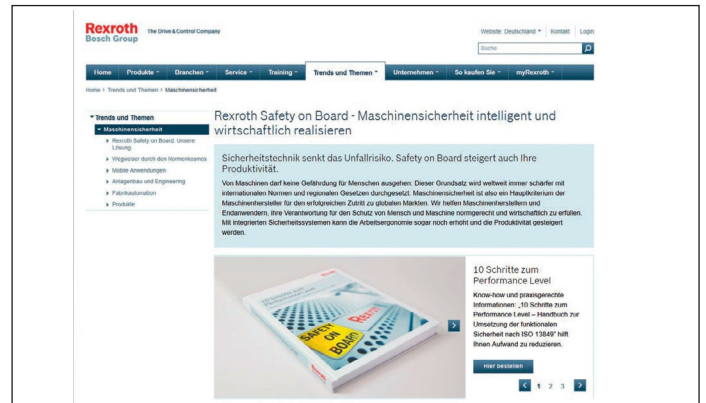 Rexroth
Bosch Group
The Drive & Control Company
Website: Deutschland
Kontakt
Login
Suche
Home
Produkte
Branchen
Service
Training
Trends und Themen
Unternehmen
So kaufen Sie
myRexroth
Home > Trends und Themen > Maschinensicherheit
Trends und Themen
Maschinensicherheit
Rexroth Safety on Board. Unsere
Lösung
Wegweiser durch den Normenkosmos
Mobile Anwendungen
Anlagenbau und Engineering
Fabrikautomation
Produkte
Rexroth Safety on Board - Maschinensicherheit intelligent und
wirtschaftlich realisieren
Sicherheitstechnik senkt das Unfallrisiko. Safety on Board steigert auch Ihre
Produktivität.
Von Maschinen darf keine Gefährdung für Menschen ausgehen: Dieser Grundsatz wird weltweit immer schärfer mit
internationalen Normen und regionalen Gesetzen durchgesetzt. Maschinensicherheit ist also ein Hauptkriterium der
Maschinenhersteller für den erfolgreichen Zutritt zu globalen Märkten. Wir helfen Maschinenherstellern und
Endanwendern, ihre Verantwortung für den Schutz von Mensch und Maschine normgerecht und wirtschaftlich zu erfüllen.
Mit integrierten Sicherheitssystemen kann die Arbeitsergonomie sogar noch erhöht und die Produktivität gesteigert
werden.
10 Schritte zum
Performance Level
Rexroth
SAFETY
ON
BOARD
10 Schritte zum
Performance Level
Know-how und praxisgerechte
Informationen: „10 Schritte zum
Performance Level – Handbuch zur
Umsetzung der funktionalen
Sicherheit nach ISO 13849" hilft
Ihnen Aufwand zu reduzieren.
Hier bestellen
1 2 3